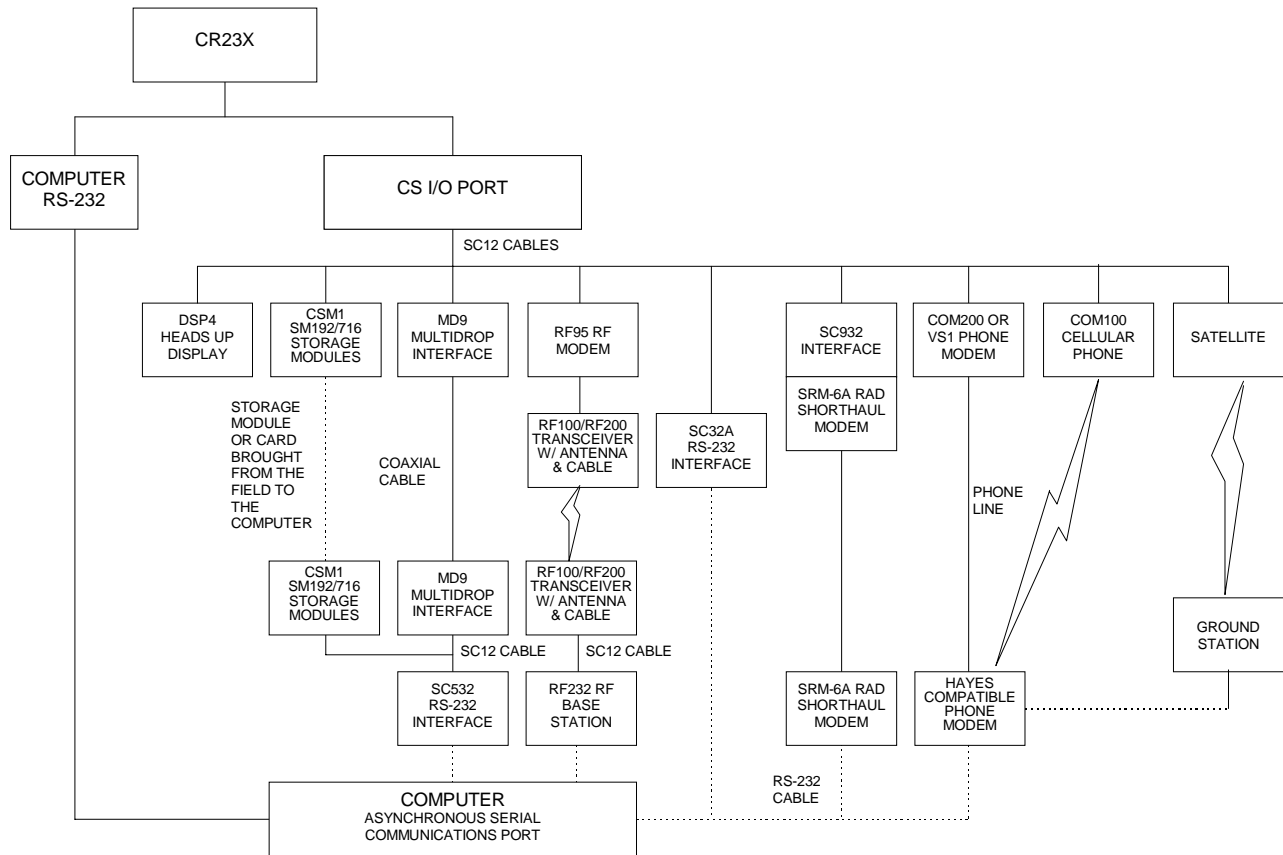 CR23X
COMPUTER
RS-232
CS I/O PORT
SC12 CABLES
DSP4
HEADS UP
DISPLAY
CSM1
SM192/716
STORAGE
MODULES
MD9
MULTIDROP
INTERFACE
RF95 RF
MODEM
SC932
INTERFACE
COM200 OR
VS1 PHONE
MODEM
COM100
CELLULAR
PHONE
SATELLITE
STORAGE
MODULE
OR CARD
BROUGHT
FROM THE
FIELD TO
THE
COMPUTER
COAXIAL
CABLE
RF100/RF200
TRANSCEIVER
W/ ANTENNA
& CABLE
SC32A
RS-232
INTERFACE
SRM-6A RAD
SHORTHAUL
MODEM
PHONE
LINE
CSM1
SM192/716
STORAGE
MODULES
MD9
MULTIDROP
INTERFACE
RF100/RF200
TRANSCEIVER
W/ ANTENNA
& CABLE
GROUND
STATION
SC12 CABLE
SC12 CABLE
SC532
RS-232
INTERFACE
RF232 RF
BASE
STATION
SRM-6A RAD
SHORTHAUL
MODEM
HAYES
COMPATIBLE
PHONE
MODEM
RS-232
CABLE
COMPUTER
ASYNCHRONOUS SERIAL
COMMUNICATIONS PORT